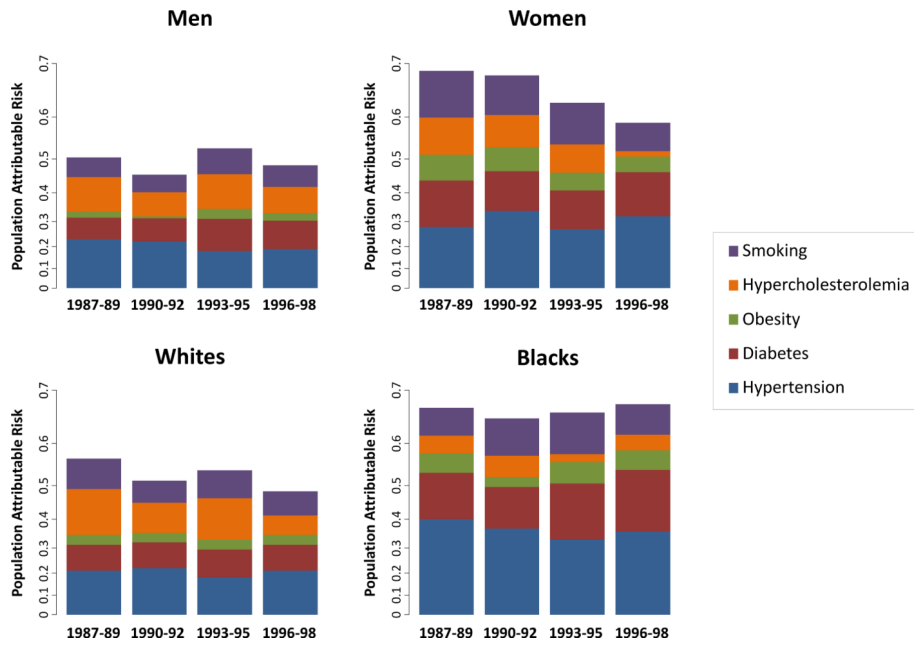 Men
Population Attributable Risk
0.7
0.6
0.5
0.4
0.3
0.2
0.1
0
1987-89 1990-92 1993-95 1996-98
Women
Population Attributable Risk
0.7
0.6
0.5
0.4
0.3
0.2
0.1
0
1987-89 1990-92 1993-95 1996-98
Whites
Population Attributable Risk
0.7
0.6
0.5
0.4
0.3
0.2
0.1
0
1987-89 1990-92 1993-95 1996-98
Blacks
Population Attributable Risk
0.7
0.6
0.5
0.4
0.3
0.2
0.1
0
1987-89 1990-92 1993-95 1996-98
Smoking
Hypercholesterolemia
Obesity
Diabetes
Hypertension